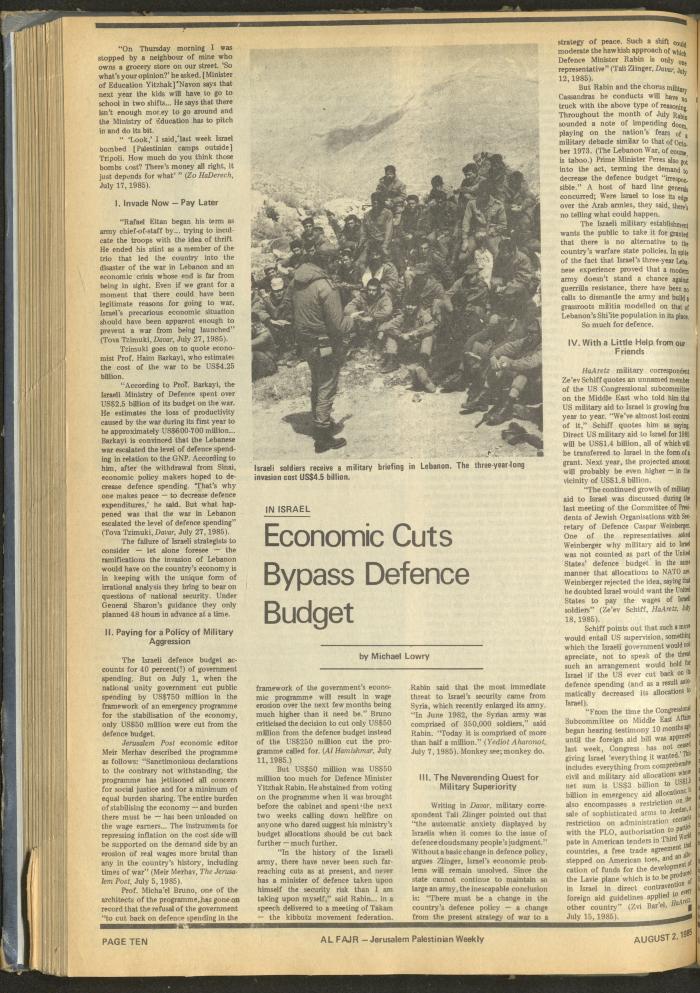 "On Thursday morning I was
stopped by a neighbour of mine who
owns a grocery store on our street. 'So
what's your opinion?' he asked. [Minister
of Education Yitzhak] "Navon says that
next year the kids will have to go to
school in two shifts... He says that there
isn't enough money to going around and
the Ministry of Education has to pitch
in and do its bit.
" 'Look,' I said, 'last week Israel
bombed [Palestinian camps outside]
Tripoli. How much do you think those
bombs cost? There's money all right, it
just depends for what' " (Zo HaDerech,
July 17, 1985).
I. Invade Now — Pay Later
"Rafael Eitan began his term as
army chief-of-staff by... trying to incul-
cate the troops with the idea of thrift.
He ended his stint as a member of the
trio that led the country into the
disaster of the war in Lebanon and an
economic crisis whose end is far from
being in sight. Even if we grant for a
moment that there could have been
legitimate reasons for going to war,
Israel's precarious economic situation
should have been apparent enough to
prevent a war from being launched"
(Tova Tzimuki, Davar, July 27, 1985).
Tzimuki goes on to quote econo-
mist Prof. Haim Barkayi, who estimates
the cost of the war to be US$4.25
billion.
"According to Prof. Barkayi, the
Israeli Ministry of Defence spent over
US$2.5 billion of its budget on the war.
He estimates the loss of productivity
caused by the war during its first year to
be approximately US$600-700 million...
Barkayi is convinced that the Lebanese
war escalated the level of defence spend-
ing in relation to the GNP. According to
him, after the withdrawal from Sinai,
economic policy makers hoped to de-
crease defence spending. 'That's why
one makes peace — to decrease defence
expenditures,' he said. But what hap-
pened was that the war in Lebanon
escalated the level of defence spending"
(Tova Tzimuki, Davar, July 27, 1985).
The failure of Israeli strategists to
consider — let alone foresee — the
ramifications the invasion of Lebanon
would have on the country's economy is
in keeping with the unique form of
irrational analysis they bring to bear on
questions of national security. Under
General Sharon's guidance they only
planned 48 hours in advance at a time.
II. Paying for a Policy of Military
Aggression
The Israeli defence budget ac-
counts for 40 percent(!) of government
spending. But on July 1, when the
national unity government cut public
spending by US$750 million in the
framework of an emergency programme
for the stabilisation of the economy,
only US$50 million were cut from the
defence budget.
Jerusalem Post economic editor
Meir Merhav described the programme
as follows: "Sanctimonious declarations
to the contrary not withstanding, the
programme has jettisoned all concern
for social justice and for a minimum of
equal burden sharing. The entire burden
of stabilising the economy — and burden
there must be — has been unloaded on
the wage earners... The instruments for
repressing inflation on the cost side will
be supported on the demand side by an
erosion of real wages more brutal than
any in the country's history, including
times of war" (Meir Merhav, The Jerusa-
lem Post, July 5, 1985).
Prof. Micha'el Bruno, one of the
architects of the programme, has gone on
record that the refusal of the government
"to cut back on defence spending in the
Israeli soldiers receive a military briefing in Lebanon. The three-year-long
invasion cost US$4.5 billion.
IN ISRAEL
Economic Cuts
Bypass Defence
Budget
by Michael Lowry
framework of the government's econo-
mic programme will result in wage
erosion over the next few months being
much higher than it need be." Bruno
criticised the decision to cut only US$50
million from the defence budget instead
of the US$250 million cut the pro-
gramme called for. (Al Hamishmar, July
11, 1985.)
But US$50 million was US$50
million too much for Defence Minister
Yitzhak Rabin. He abstained from voting
on the programme when it was brought
before the cabinet and spent the next
two weeks calling down hellfire on
anyone who dared suggest his ministry's
budget allocations should be cut back
further — much further.
"In the history of the Israeli
army, there have never been such far-
reaching cuts as at present, and never
has a minister of defence taken upon
himself the security risk than I am
taking upon myself," said Rabin... in a
speech delivered to a meeting of Takam
— the kibbutz movement federation.
Rabin said that the most immediate
threat to Israel's security came from
Syria, which recently enlarged its army.
"In June 1982, the Syrian army was
comprised of 350,000 soldiers," said
Rabin. "Today it is comprised of more
than half a million." (Yediot Aharonot,
July 7, 1985). Monkey see; monkey do.
III. The Neverending Quest for
Military Superiority
Writing in Davar, military corre-
spondent Tali Zlinger pointed out that
"the automatic anxiety displayed by
Israelis when it comes to the issue of
defence clouds many people's judgment."
Without a basic change in defence policy,
argues Zlinger, Israel's economic prob-
lems will remain unsolved. Since the
state cannot continue to maintain so
large an army, the inescapable conclusion
is: "There must be a change in the
country's defence policy — a change
from the present strategy of war to a
strategy of peace. Such a shift could
moderate the hawkish approach of which
Defence Minister Rabin is only one
representative" (Tali Zlinger, Davar, July
12, 1985).
But Rabin and the chorus military
Cassandras he conducts will have no
truck with the above type of reasoning.
Throughout the month of July Rabin
sounded a note of impending doom,
playing on the nation's fears of a
military debacle similar to that of Octo-
ber 1973. (The Lebanon War, of course,
is taboo.) Prime Minister Peres also got
into the act, terming the demand to
decrease the defence budget "irrespon-
sible." A host of hard line generals
concurred; Were Israel to lose its edge
over the Arab armies, they said, there's
no telling what could happen.
The Israeli military establishment
wants the public to take it for granted
that there is no alternative to the
country's warfare state policies. In spite
of the fact that Israel's three-year Leba-
nese experience proved that a modern
army doesn't stand a chance against
guerrilla resistance, there have been no
calls to dismantle the army and build a
grassroots militia modelled on that of
Lebanon's Shi'ite population in its place.
So much for defence.
IV. With a Little Help from our
Friends
HaAretz military correspondent
Ze'ev Schiff quotes an unnamed member
of the US Congressional subcommittee
on the Middle East who told him that
US military aid to Israel is growing from
year to year. "We've almost lost control
of it," Schiff quotes him as saying.
Direct US military aid to Israel for 1985
will be US$1.4 billion, all of which will
be transferred to Israel in the form of a
grant. Next year, the projected amount
will probably be even higher — in the
vicinity of US$1.8 billion.
"The continued growth of military
aid to Israel was discussed during the
last meeting of the Committee of Presi-
dents of Jewish Organisations with Sec-
retary of Defence Caspar Weinberger.
One of the representatives asked
Weinberger why military aid to Israel
was not counted as part of the United
States' defence budget in the same
manner that allocations to NATO are.
Weinberger rejected the idea, saying that
he doubted Israel would want the United
States to pay the wages of Israeli
soldiers" (Ze'ev Schiff, HaAretz, July
18, 1985).
Schiff points out that such a move
would entail US supervision, something
which the Israeli government would not
apreciate, not to speak of the threat
such an arrangement would hold for
Israel if the US ever cut back on its
defence spending (and as a result auto-
matically decreased its allocations to
Israel).
"From the time the Congressional
Subcommittee on Middle East Affairs
began hearing testimony 10 months ago
until the foreign aid bill was approved
last week, Congress has not ceased
giving Israel 'everything it wanted.' This
includes everything from comprehensive
civil and military aid allocations whose
net sum is US$3 billion to US$1.5
billion in emergency aid allocations; it
also encompasses a restriction on the
sale of sophisticated arms to Jordan, a
restriction on administration contacts
with the PLO, authorisation to partici-
pate in American tenders in Third World
countries, a free trade agreement that
stepped on American toes, and an allo-
cation of funds for the development of
the Lavie plane which is to be produced
in Israel in direct contravention of
foreign aid guidelines applied to every
other country" (Zvi Bar'el, HaAretz,
July 15, 1985).
PAGE TEN
AL FAJR — Jerusalem Palestinian Weekly
AUGUST 2, 1985